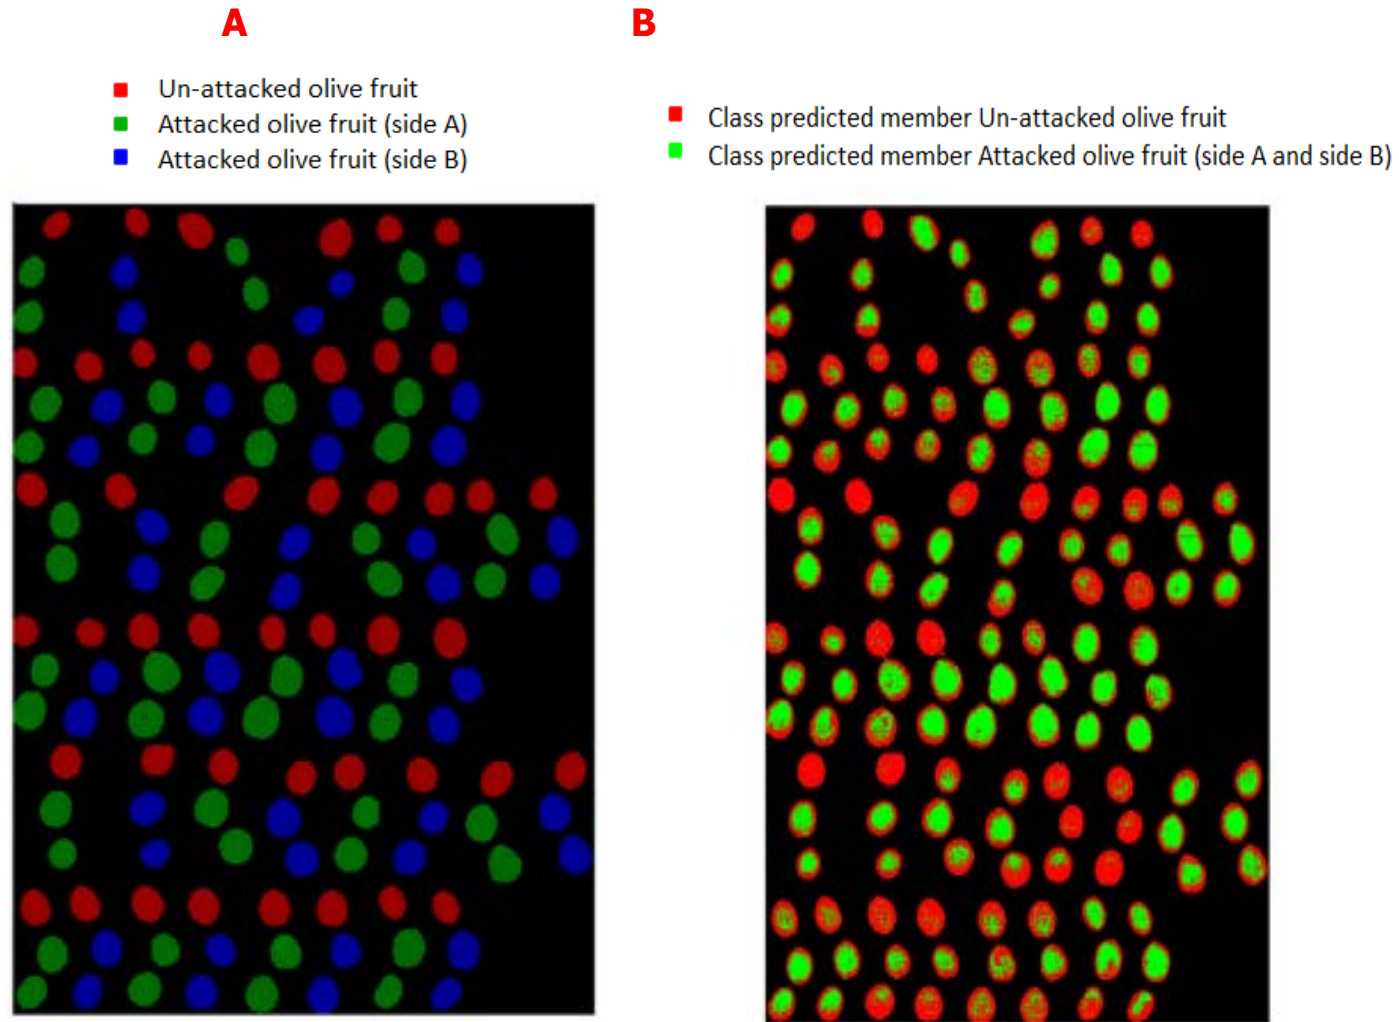 A
B
Un-attacked olive fruit
Attacked olive fruit (side A)
Attacked olive fruit (side B)
Class predicted member Un-attacked olive fruit
Class predicted member Attacked olive fruit (side A and side B)